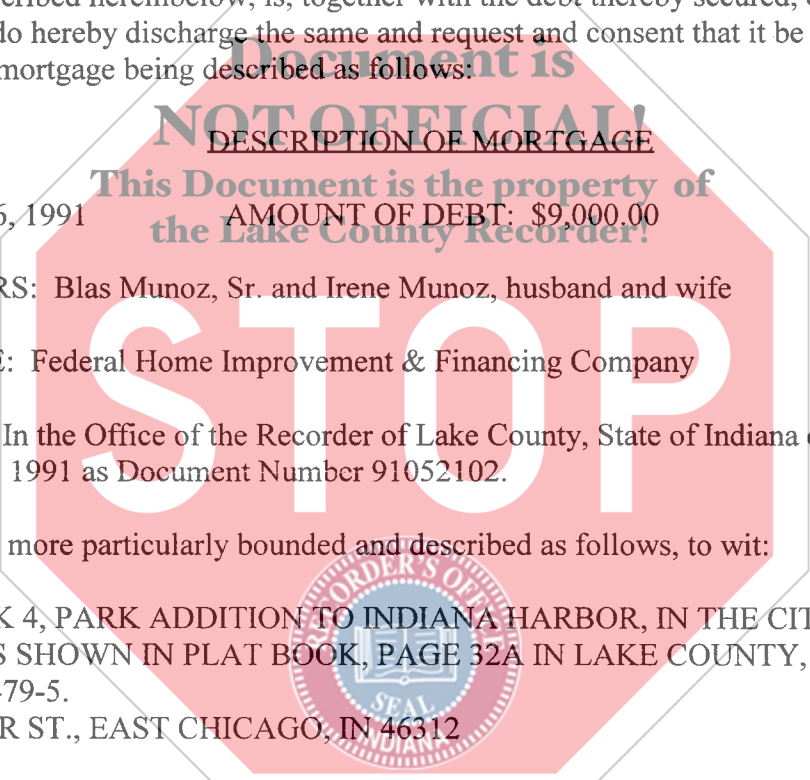 do hereby discharge the same and request and consent that it be
mortgage being described as follows:
Document is
NOT OFFICIAL!
DESCRIPTION OF MORTGAGE
This Document is the property of
the Lake County Recorder!
6, 1991 AMOUNT OF DEBT: $9,000.00
RS: Blas Munoz, Sr. and Irene Munoz, husband and wife
STOP
E: Federal Home Improvement & Financing Company
In the Office of the Recorder of Lake County, State of Indiana
1991 as Document Number 91052102.
more particularly bounded and described as follows, to wit:
K 4, PARK ADDITION TO INDIANA HARBOR, IN THE CIT
S SHOWN IN PLAT BOOK, PAGE 32A IN LAKE COUNTY,
-79-5.
R ST., EAST CHICAGO, IN 46312
RECORDER'S OFFICE
SEAL
INDIANA